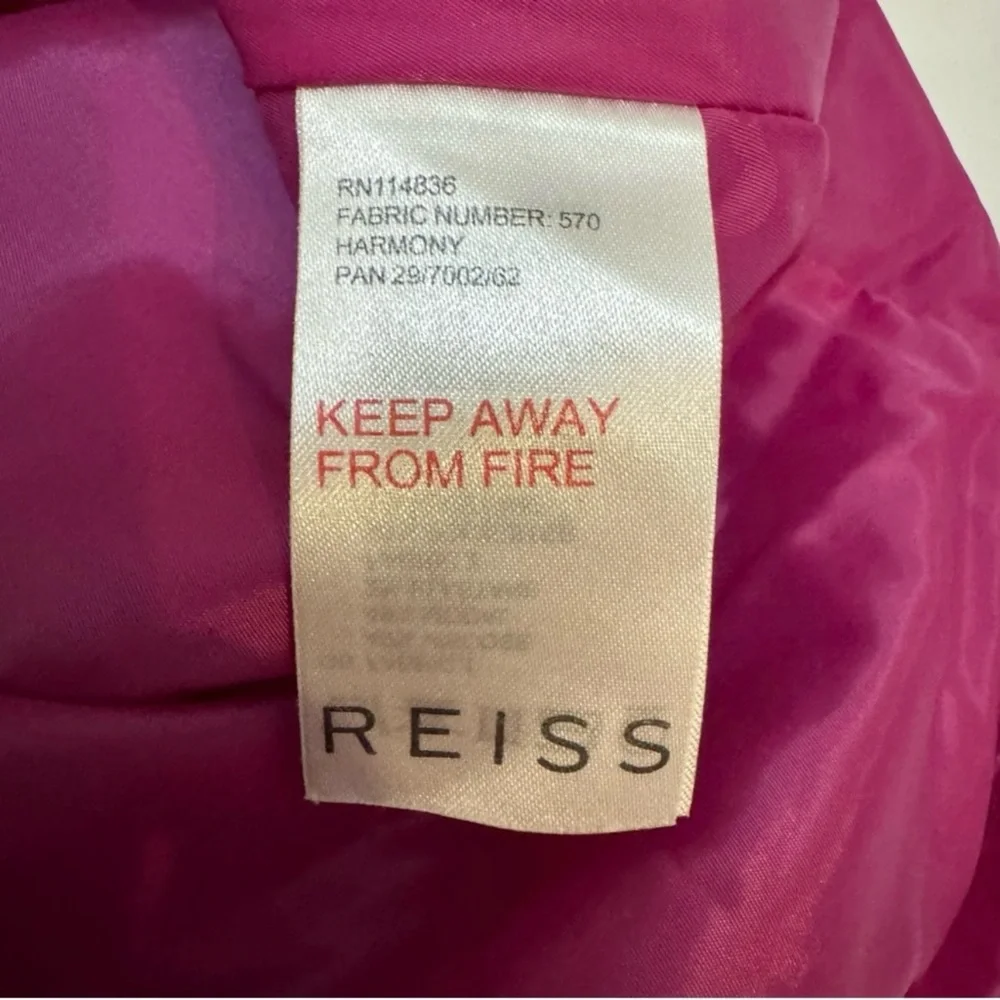 RN114836
FABRIC NUMBER: 570
HARMONY
PAN 29/7002/62
KEEP AWAY
FROM FIRE
REISS